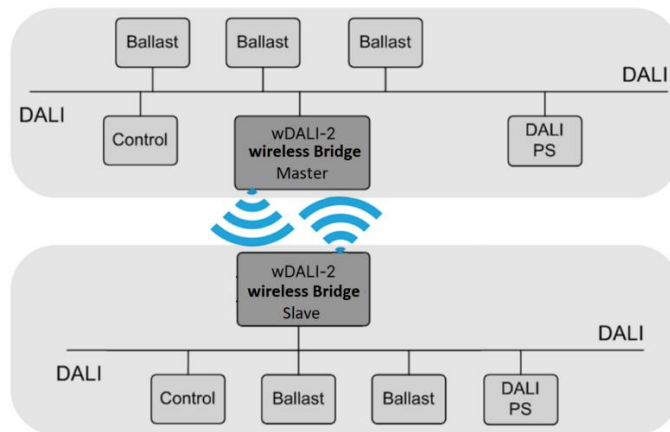 Ballast
Ballast
Ballast
DALI
DALI
Control
wDALI-2
wireless Bridge
Master
DALI
PS
wDALI-2
wireless Bridge
Slave
DALI
DALI
Control
Ballast
Ballast
DALI
PS